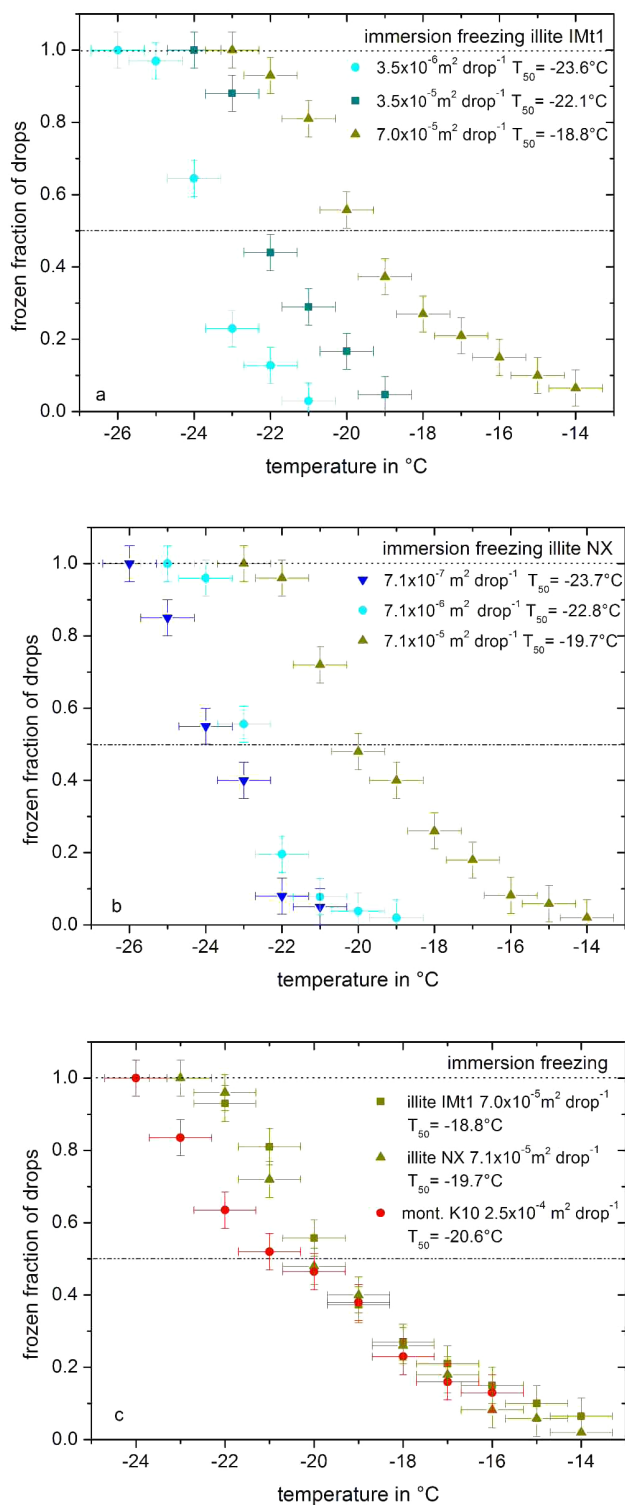 immersion freezing illite IMt1
3.5x10⁻⁶m² drop⁻¹ T₅₀= -23.6°C
3.5x10⁻⁵m² drop⁻¹ T₅₀= -22.1°C
7.0x10⁻⁵m² drop⁻¹ T₅₀= -18.8°C
1.0
0.8
0.6
0.4
0.2
0.0
frozen fraction of drops
a
-26 -24 -22 -20 -18 -16 -14
temperature in °C
immersion freezing illite NX
7.1x10⁻⁷ m² drop⁻¹ T₅₀= -23.7°C
7.1x10⁻⁶ m² drop⁻¹ T₅₀= -22.8°C
7.1x10⁻⁵ m² drop⁻¹ T₅₀= -19.7°C
1.0
0.8
0.6
0.4
0.2
0.0
frozen fraction of drops
b
-26 -24 -22 -20 -18 -16 -14
temperature in °C
immersion freezing
illite IMt1 7.0x10⁻⁵m² drop⁻¹
T₅₀= -18.8°C
illite NX 7.1x10⁻⁵m² drop⁻¹
T₅₀= -19.7°C
mont. K10 2.5x10⁻⁴ m² drop⁻¹
T₅₀= -20.6°C
1.0
0.8
0.6
0.4
0.2
0.0
frozen fraction of drops
c
-24 -22 -20 -18 -16 -14
temperature in °C